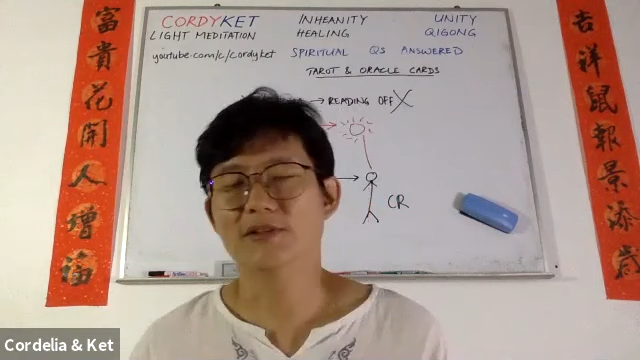 富貴花開人增福
CORDYKET INHEANITY UNITY
LIGHT MEDITATION HEALING QIGONG
youtube.com/c/cordyket SPIRITUAL QS ANSWERED
TAROT & ORACLE CARDS
→ READING OFF X
CR
吉祥鼠報景添歲
Cordelia & Ket